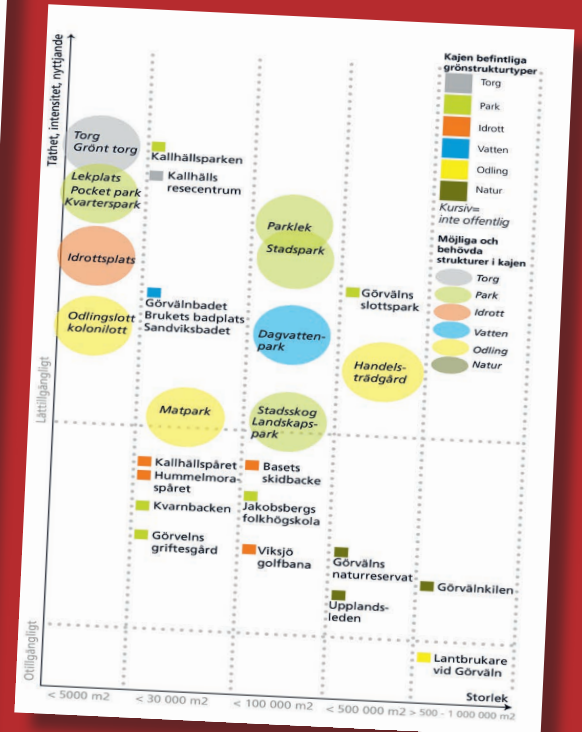 Täthet, intensitet, nyttjande
Lättillgängligt
Otillgängligt
Torg
Grönt torg
Lekplats
Pocket park
Kvarterspark
Idrottsplats
Odlingslott
kolonilott
Kallhällsparken
Kallhälls
resecentrum
Görvälnbadet
Brukets badplats
Sandviksbadet
Matpark
Kallhällspåret
Hummelmora-
spåret
Kvarnbacken
Görvelns
griftesgård
Parklek
Stadspark
Dagvatten-
park
Stadsskog
Landskaps-
park
Basets
skidbacke
Jakobsbergs
folkhögskola
Viksjö
golfbana
Görvälns
slottspark
Handels-
trädgård
Görvälns
naturreservat
Upplands-
leden
Görvälnkilen
Lantbrukare
vid Görväln
Kajen befintliga
grönstrukturtyper
Torg
Park
Idrott
Vatten
Odling
Natur
Kursiv=
inte offentlig
Möjliga och
behövda
strukturer i kajen
Torg
Park
Idrott
Vatten
Odling
Natur
Storlek
< 5000 m2
< 30 000 m2
< 100 000 m2
< 500 000 m2
> 500 - 1 000 000 m2